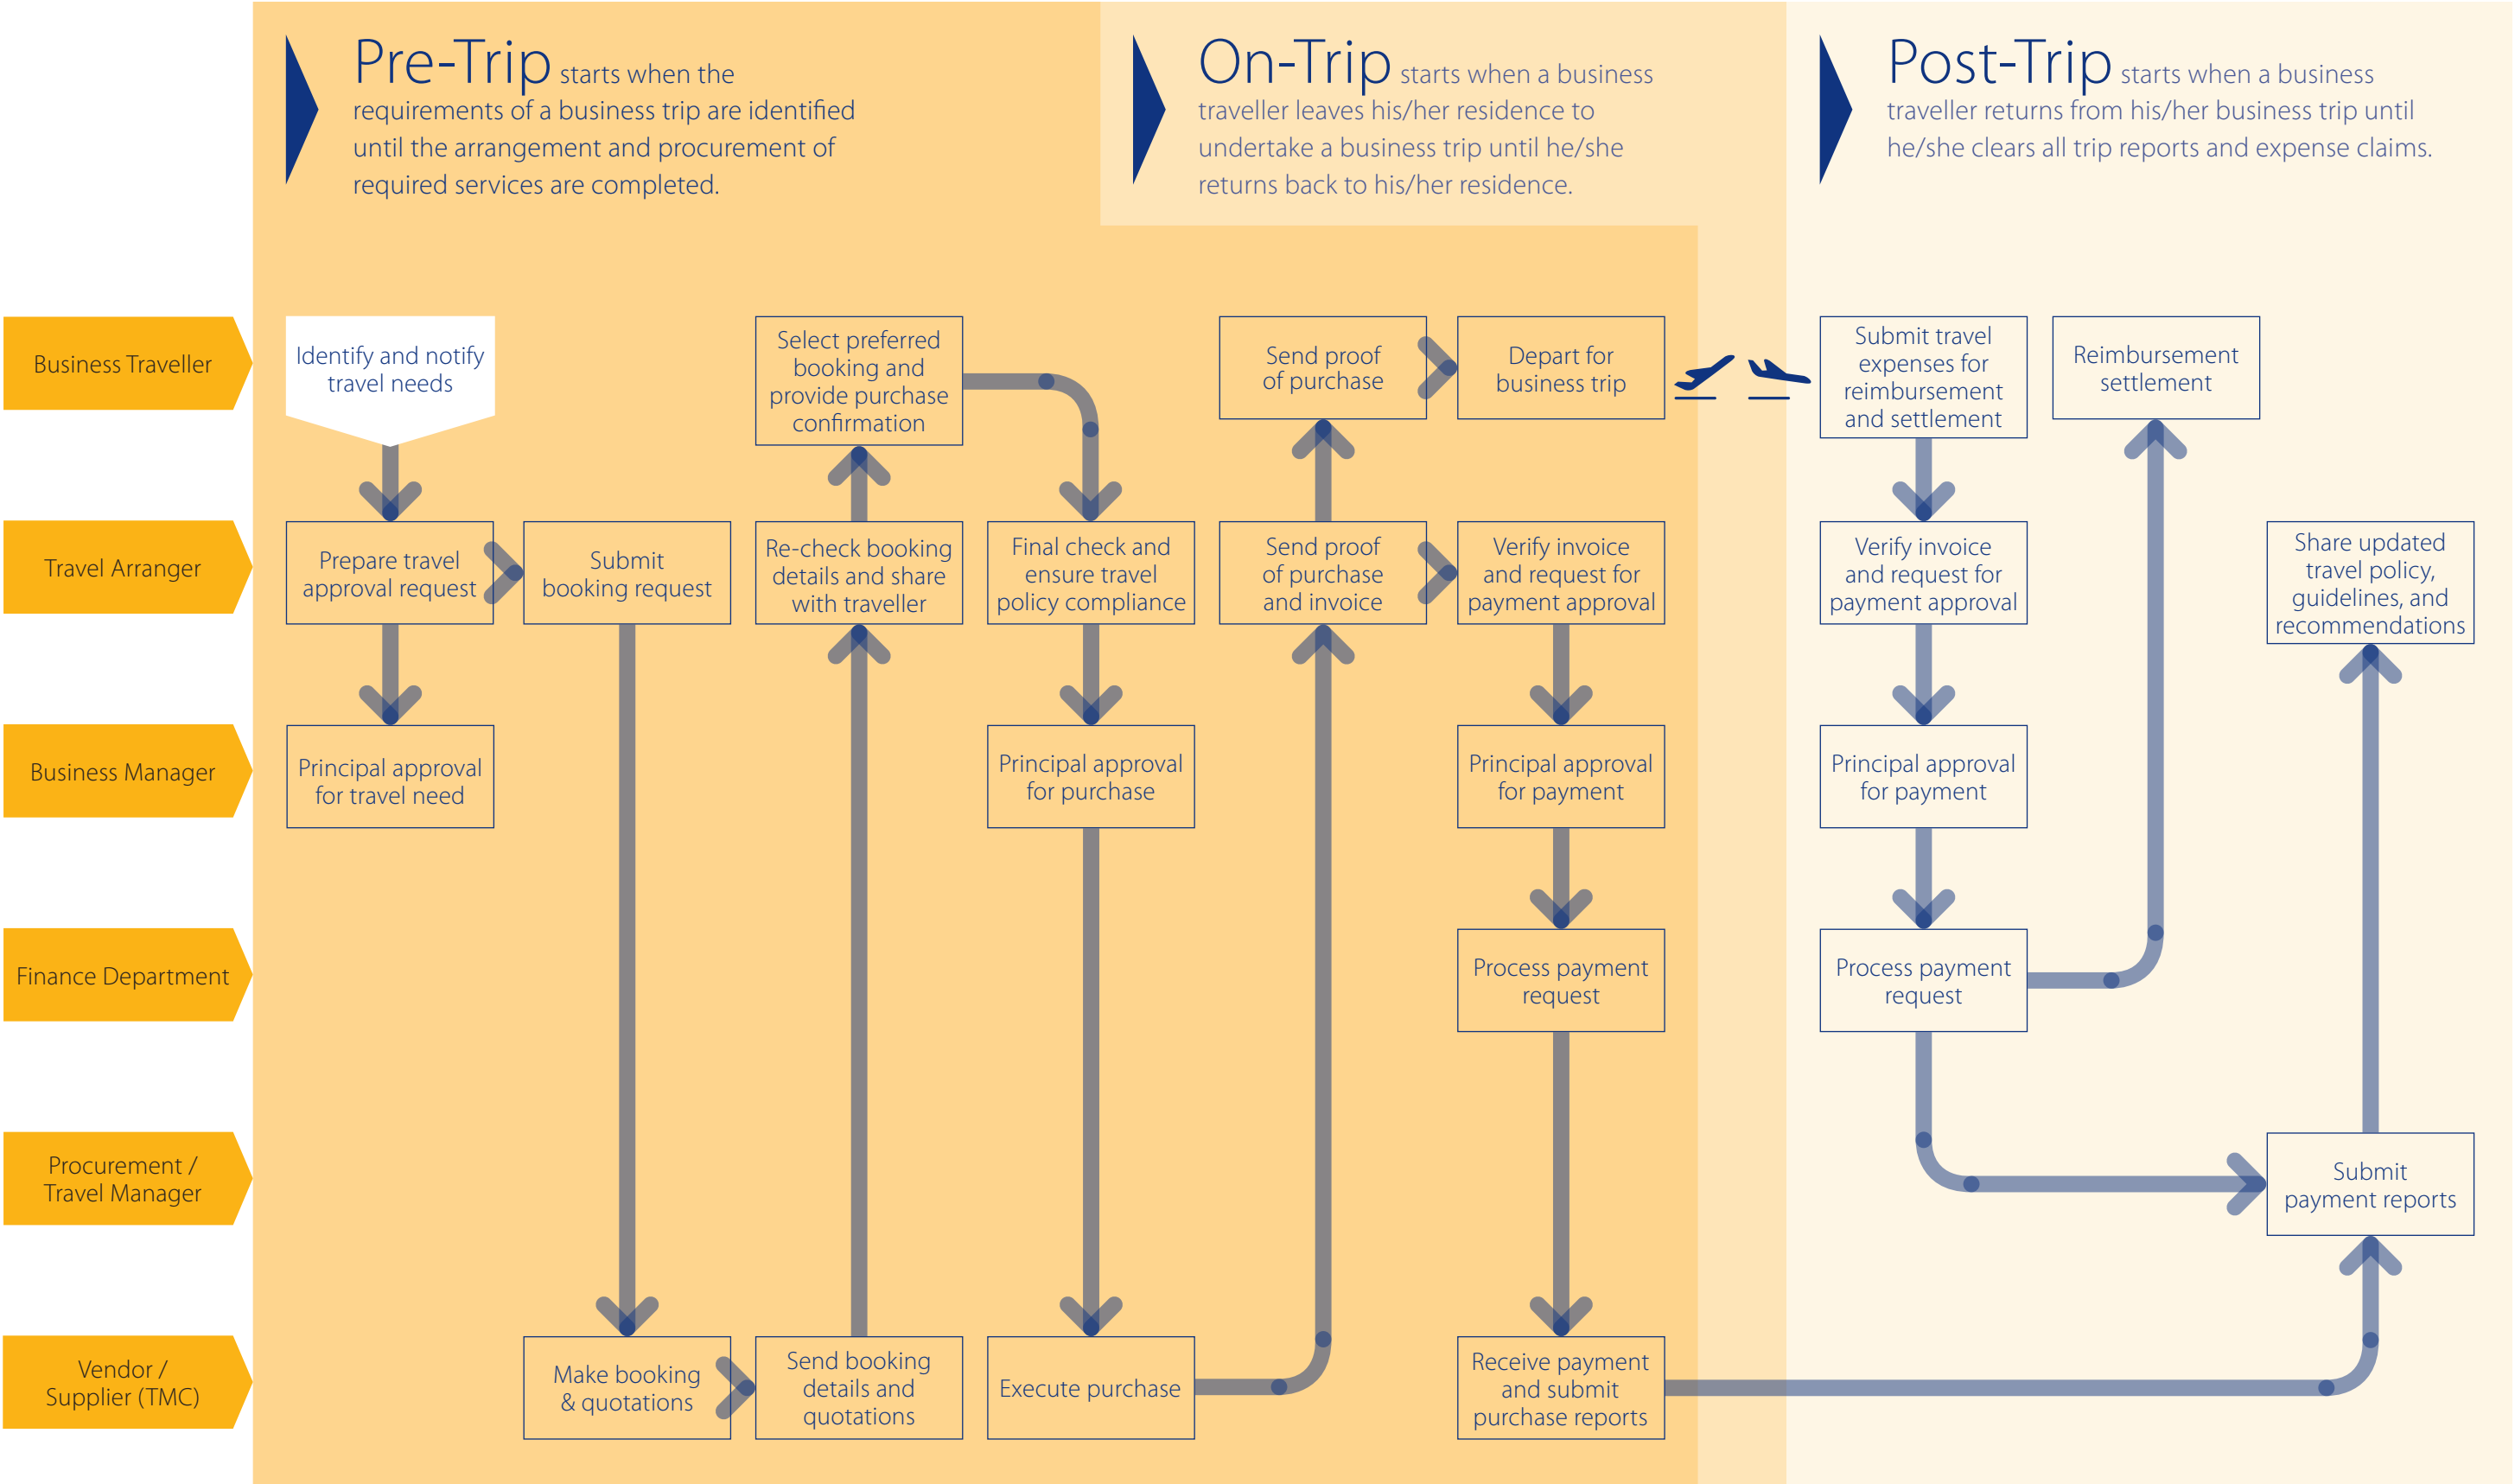 Pre-Trip starts when the
requirements of a business trip are identified
until the arrangement and procurement of
required services are completed.
On-Trip starts when a business
traveller leaves his/her residence to
undertake a business trip until he/she
returns back to his/her residence.
Post-Trip starts when a business
traveller returns from his/her business trip until
he/she clears all trip reports and expense claims.
Business Traveller
Identify and notify
travel needs
Select preferred
booking and
provide purchase
confirmation
Send proof
of purchase
Depart for
business trip
Submit travel
expenses for
reimbursement
and settlement
Reimbursement
settlement
Travel Arranger
Prepare travel
approval request
Submit
booking request
Re-check booking
details and share
with traveller
Final check and
ensure travel
policy compliance
Send proof
of purchase
and invoice
Verify invoice
and request for
payment approval
Verify invoice
and request for
payment approval
Share updated
travel policy,
guidelines, and
recommendations
Business Manager
Principal approval
for travel need
Principal approval
for purchase
Principal approval
for payment
Principal approval
for payment
Finance Department
Process payment
request
Process payment
request
Procurement /
Travel Manager
Submit
payment reports
Vendor /
Supplier (TMC)
Make booking
& quotations
Send booking
details and
quotations
Execute purchase
Receive payment
and submit
purchase reports